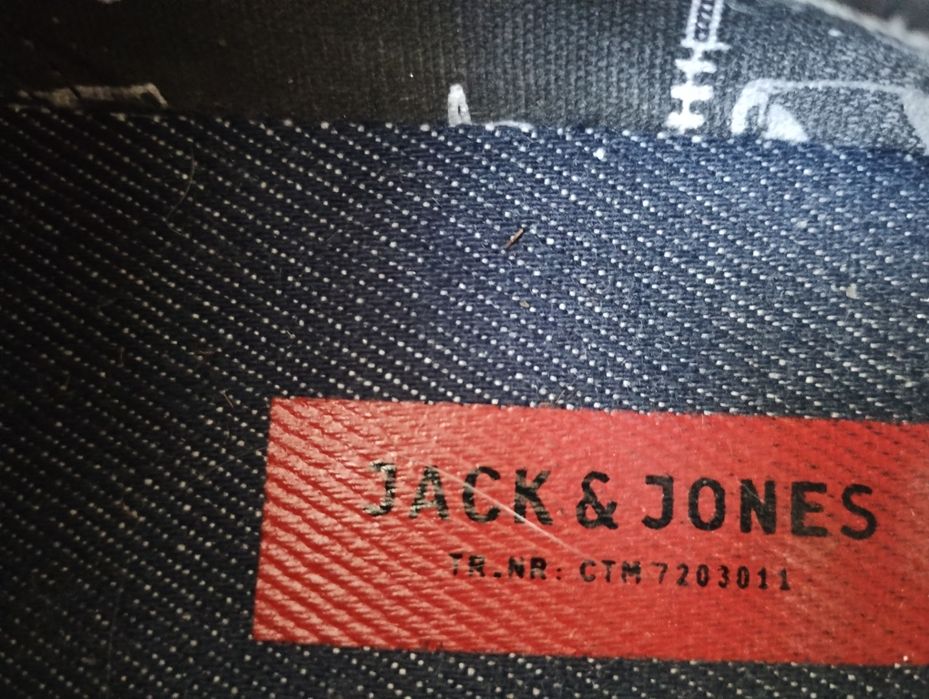 JACK & JONES
TR.NR: CTM 7203011